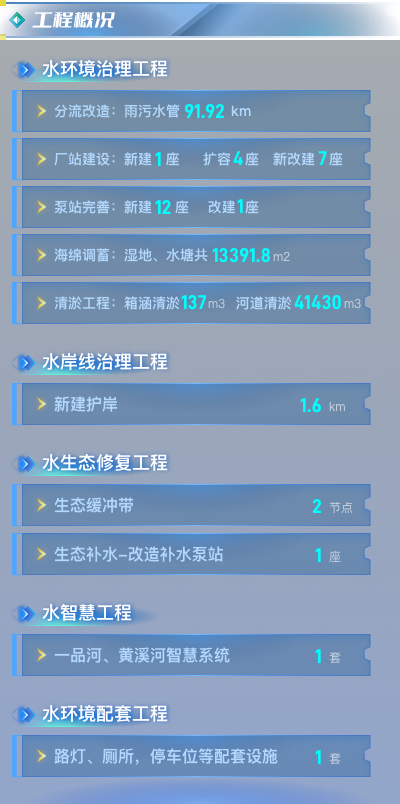 工程概况
水环境治理工程
分流改造：雨污水管 91.92 km
厂站建设：新建 1 座 扩容 4 座 新改建 7 座
泵站完善：新建 12 座 改建 1 座
海绵调蓄：湿地、水塘共 13391.8 m2
清淤工程：箱涵清淤 137 m3 河道清淤 41430 m3
水岸线治理工程
新建护岸 1.6 km
水生态修复工程
生态缓冲带 2 节点
生态补水-改造补水泵站 1 座
水智慧工程
一品河、黄溪河智慧系统 1 套
水环境配套工程
路灯、厕所，停车位等配套设施 1 套